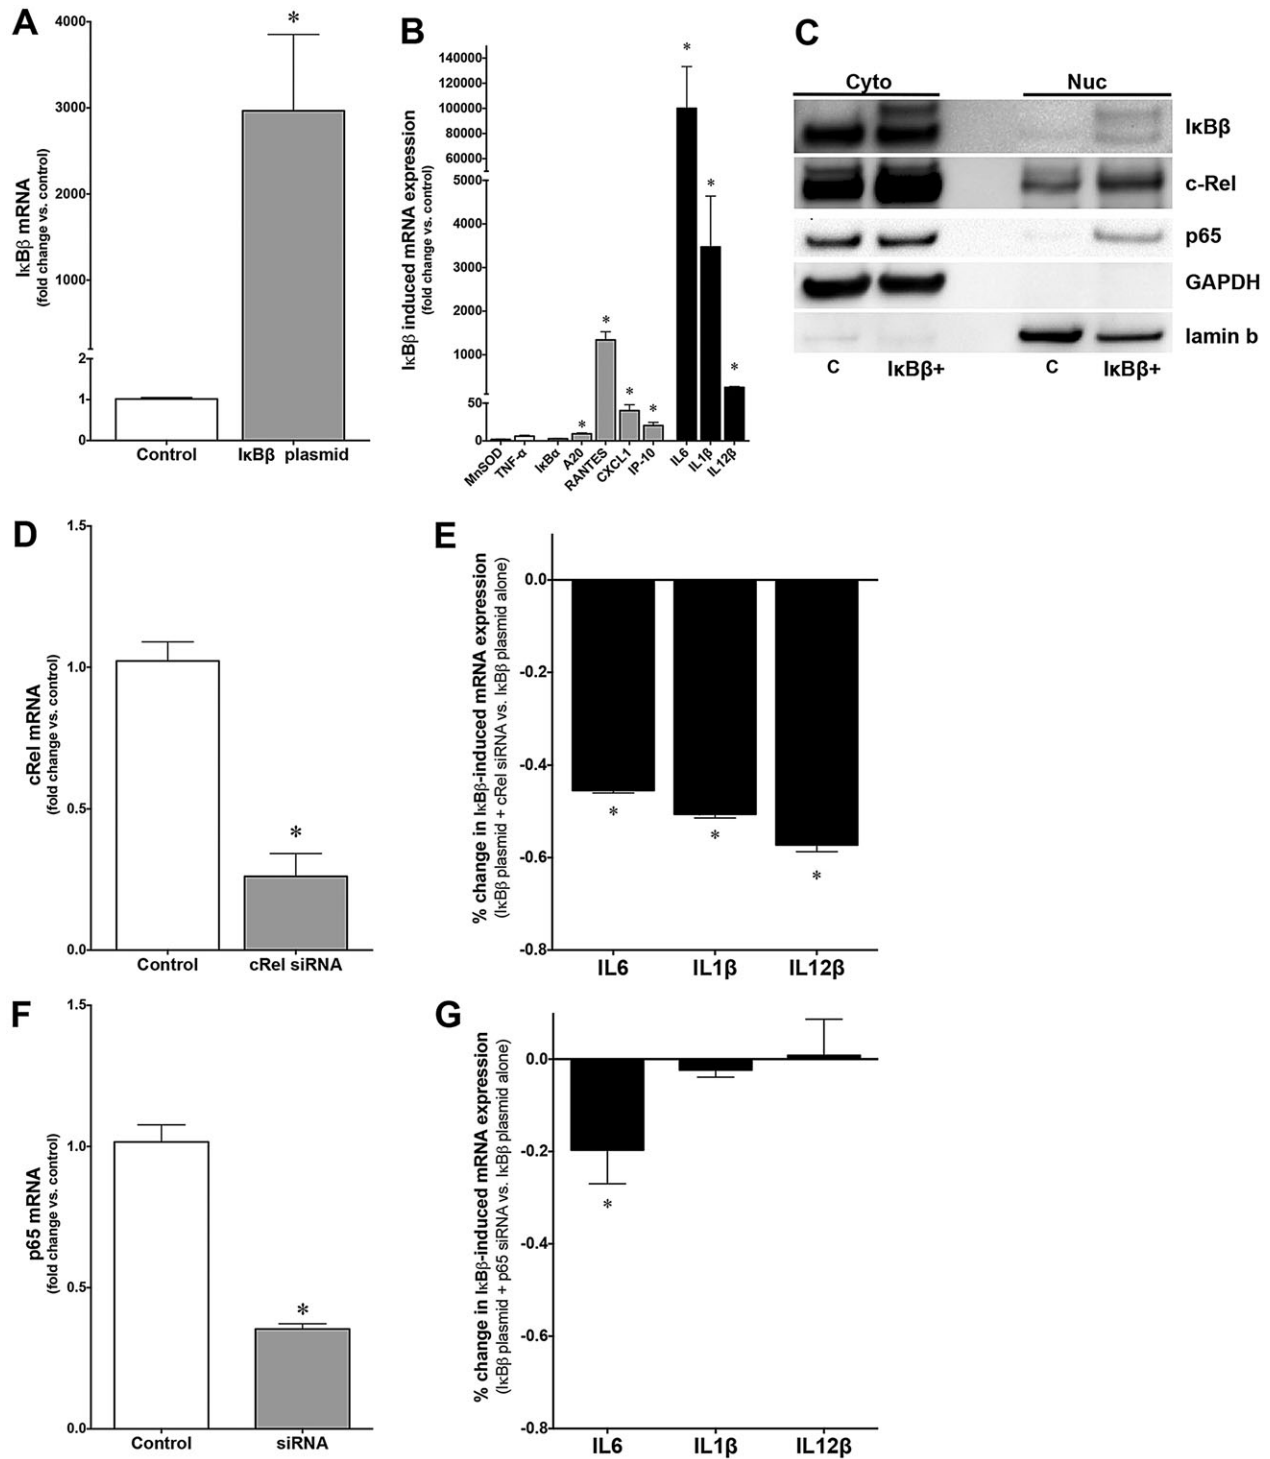 A
IκBβ mRNA
(fold change vs. control)
4000
3000
2000
1000
2
1
0
*
Control
IκBβ plasmid
B
IκBβ induced mRNA expression
(fold change vs. control)
140000
120000
100000
80000
60000
5000
4000
3000
2000
1000
50
0
*
*
*
*
*
*
*
MnSOD
TNF-α
IκBα
A20
RANTES
CXCL1
IP-10
IL6
IL1β
IL12β
C
Cyto
Nuc
IκBβ
c-Rel
p65
GAPDH
lamin b
C
IκBβ+
C
IκBβ+
D
cRel mRNA
(fold change vs. control)
1.5
1.0
0.5
0.0
*
Control
cRel siRNA
E
% change in IκBβ-induced mRNA expression
(IκBβ plasmid + cRel siRNA vs. IκBβ plasmid alone)
0.0
-0.2
-0.4
-0.6
-0.8
*
*
*
IL6
IL1β
IL12β
F
p65 mRNA
(fold change vs. control)
1.5
1.0
0.5
0.0
*
Control
siRNA
G
% change in IκBβ-induced mRNA expression
(IκBβ plasmid + p65 siRNA vs. IκBβ plasmid alone)
0.0
-0.2
-0.4
-0.6
-0.8
*
IL6
IL1β
IL12β